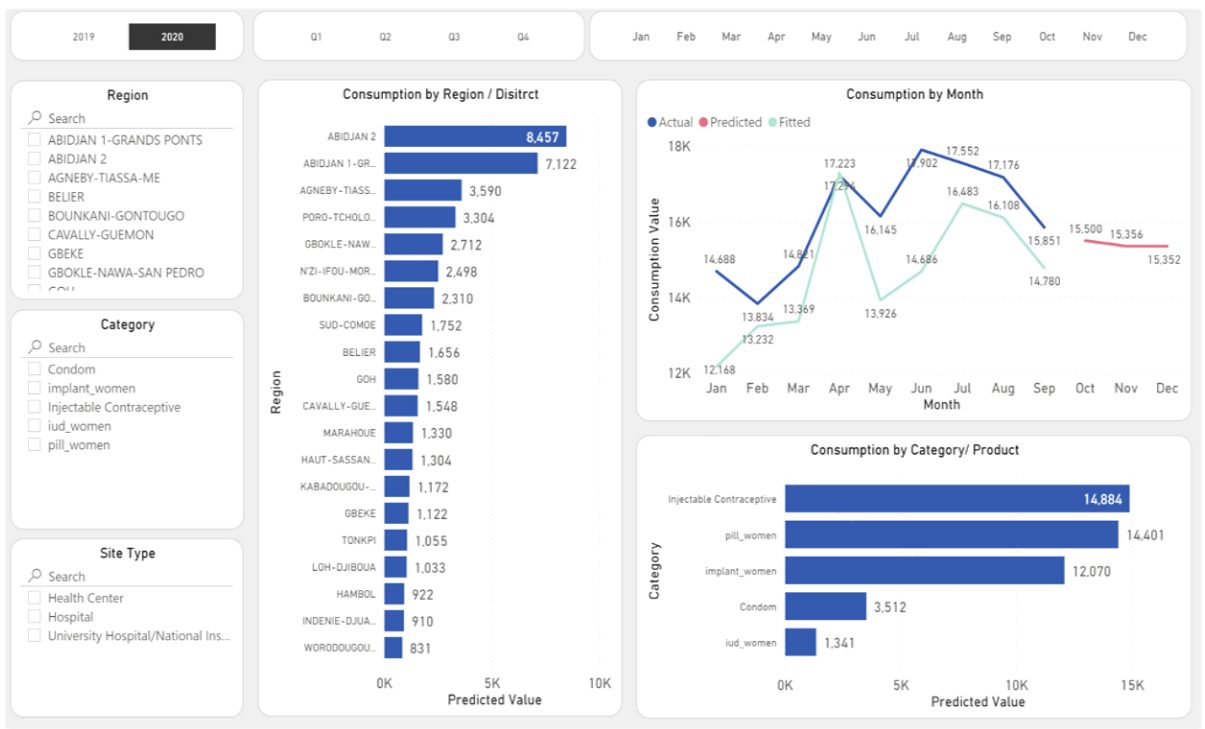 2019 2020
Q1 Q2 Q3 Q4
Jan Feb Mar Apr May Jun Jul Aug Sep Oct Nov Dec
Region
Search
ABIDJAN 1-GRANDS PONTS
ABIDJAN 2
AGNEBY-TIASSA-ME
BELIER
BOUNKANI-GONTOUGO
CAVALLY-GUEMON
GBEKE
GBOKLE-NAWA-SAN PEDRO
Category
Search
Condom
implant_women
Injectable Contraceptive
iud_women
pill_women
Site Type
Search
Health Center
Hospital
University Hospital/National Ins...
Consumption by Region / Disitrct
Region
ABIDJAN 2 8,457
ABIDJAN 1-GR... 7,122
AGNEBY-TIASS... 3,590
PORO-TCHOLO... 3,304
GBOKLE-NAW... 2,712
N'ZI-IFOU-MOR... 2,498
BOUNKANI-GO... 2,310
SUD-COMOE 1,752
BELIER 1,656
GOH 1,580
CAVALLY-GUE... 1,548
MARAHOUE 1,330
HAUT-SASSAN... 1,304
KABADOUGOU-... 1,172
GBEKE 1,122
TONKPI 1,055
LOH-DJIBOUA 1,033
HAMBOL 922
INDENIE-DJUA... 910
WORODOUGOU... 831
0K 5K 10K
Predicted Value
Consumption by Month
Actual Predicted Fitted
Consumption Value
18K
16K
14K
12K
14,688
13,834
14,821
17,223
16,145
17,902
17,552
17,176
15,851
12,168
13,232
13,369
13,926
14,686
16,483
16,108
14,780
15,500
15,356
15,352
Jan Feb Mar Apr May Jun Jul Aug Sep Oct Nov Dec
Month
Consumption by Category/ Product
Category
Injectable Contraceptive 14,884
pill_women 14,401
implant_women 12,070
Condom 3,512
iud_women 1,341
0K 5K 10K 15K
Predicted Value